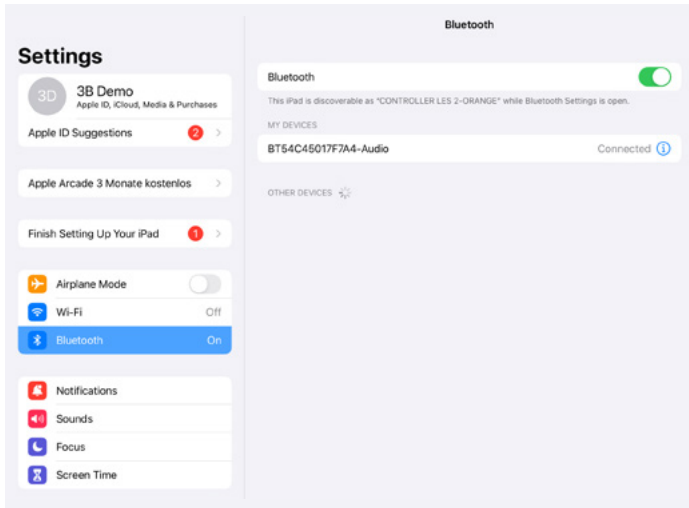 Settings
3D
3B Demo
Apple ID, iCloud, Media & Purchases
Apple ID Suggestions 2
Apple Arcade 3 Monate kostenlos
Finish Setting Up Your iPad 1
Airplane Mode
Wi-Fi Off
Bluetooth On
Notifications
Sounds
Focus
Screen Time
Bluetooth
Bluetooth
This iPad is discoverable as "CONTROLLER LES 2-ORANGE" while Bluetooth Settings is open.
MY DEVICES
BT54C45017F7A4-Audio Connected
OTHER DEVICES